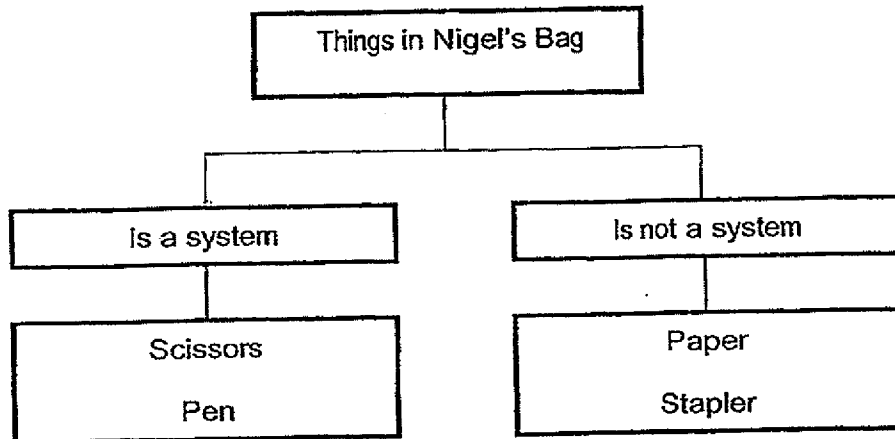 Things in Nigel's Bag
Is a system
Is not a system
Scissors
Pen
Paper
Stapler